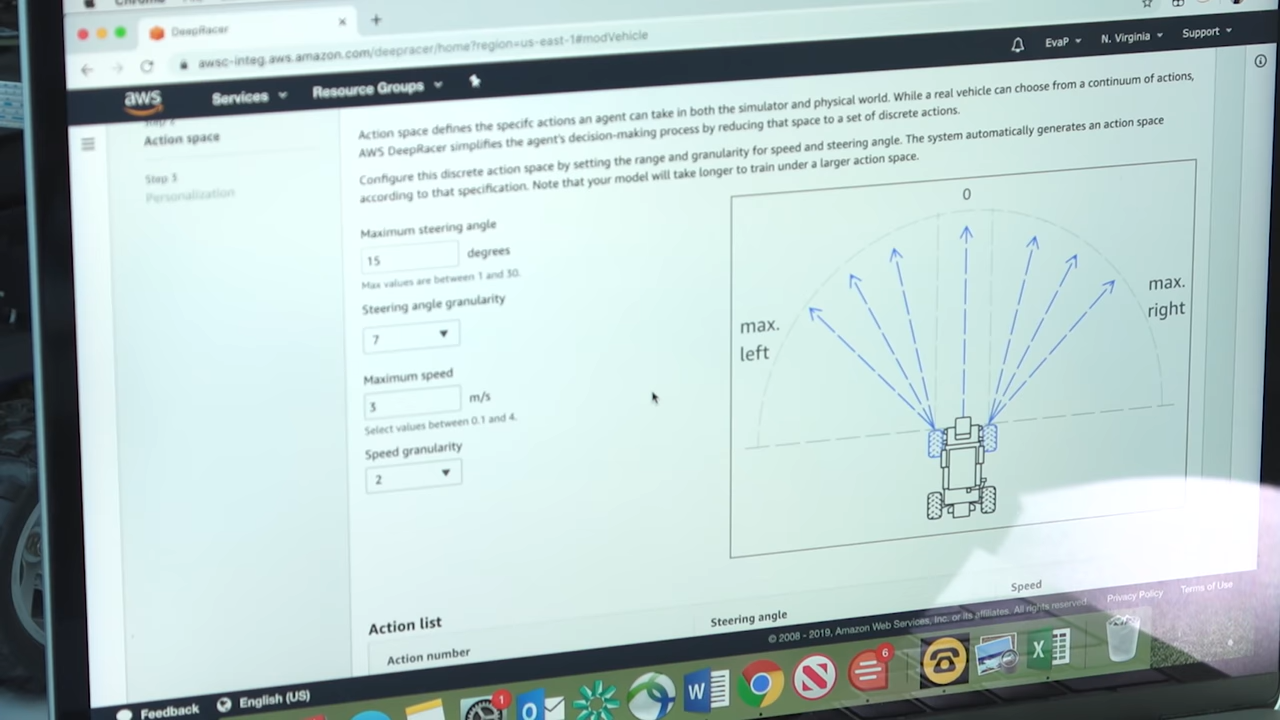 Chrome
DeepRacer
awsc-integ.aws.amazon.com/deepracer/home?region=us-east-1#modVehicle
aws
Services
Resource Groups
EvaP
N. Virginia
Support
Action space
Step 3
Personalization
Action space defines the specifc actions an agent can take in both the simulator and physical world. While a real vehicle can choose from a continuum of actions,
AWS DeepRacer simplifies the agent's decision-making process by reducing that space to a set of discrete actions.
Configure this discrete action space by setting the range and granularity for speed and steering angle. The system automatically generates an action space
according to that specification. Note that your model will take longer to train under a larger action space.
Maximum steering angle
15 degrees
Max values are between 1 and 30.
Steering angle granularity
7
Maximum speed
3 m/s
Select values between 0.1 and 4.
Speed granularity
2
0
max.
left
max.
right
Action list
Action number
Steering angle
Speed
© 2008 - 2019, Amazon Web Services, Inc. or its affiliates. All rights reserved.
Privacy Policy
Terms of Use
Feedback
English (US)
1
O
W
6
X